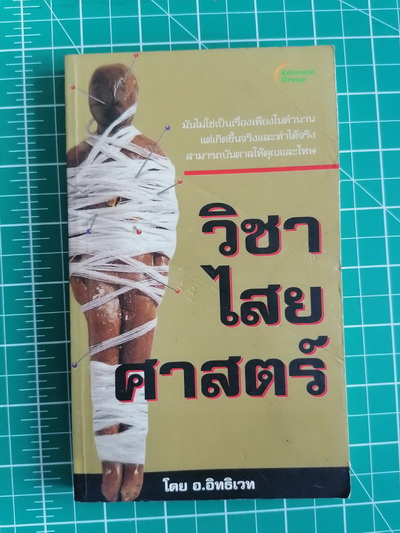 Animate
Group
มันไม่ใช่เป็นเรื่องเพียงในตำนาน
แต่เกิดขึ้นจริงและทำได้จริง
สามารถบันดาลให้คุณและโทษ
วิชา
ไสย
ศาสตร์
โดย อ.อิทธิเวท